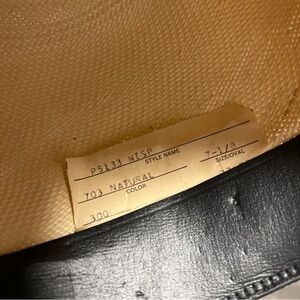 P5133 WISP
STYLE NAME
7-1/8
SIZE/OVAL
703 NATURAL
COLOR
300